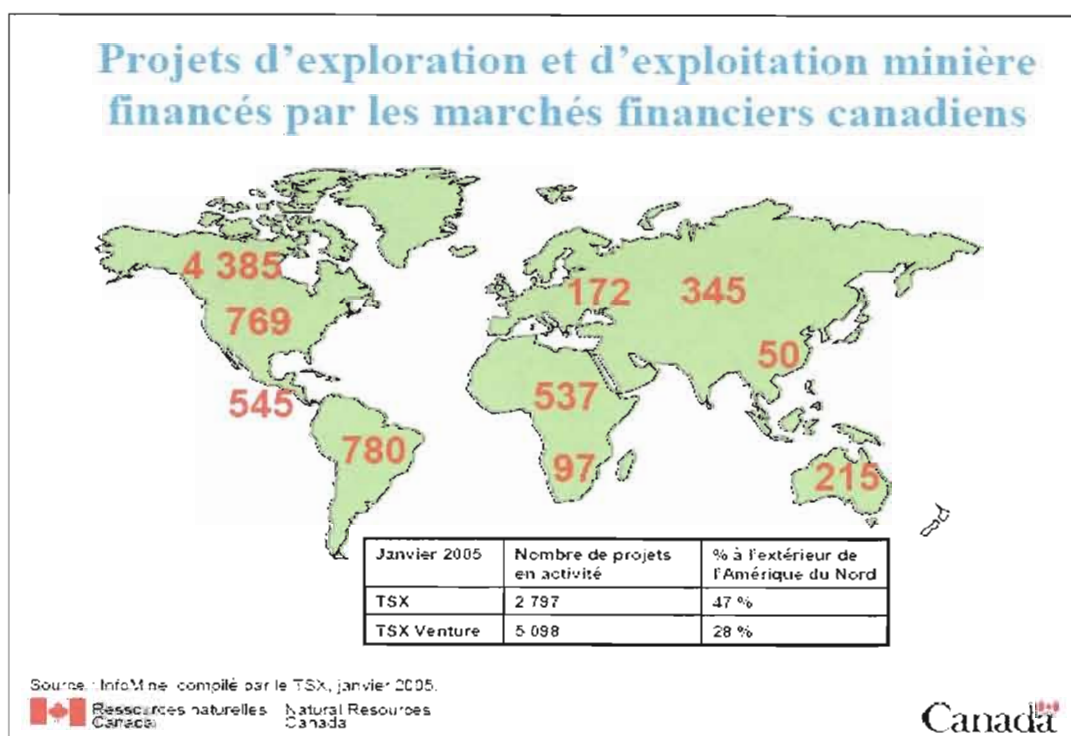 Projets d'exploration et d'exploitation minière
financés par les marchés financiers canadiens
4 385
172
345
769
50
545
537
780
97
215
Janvier 2005
Nombre de projets
en activité
% à l'extérieur de
l'Amérique du Nord
TSX
2 797
47 %
TSX Venture
5 098
28 %
Source : InfoMine compilé par le TSX, janvier 2005.
Ressources naturelles Natural Resources
Canada Canada
Canada